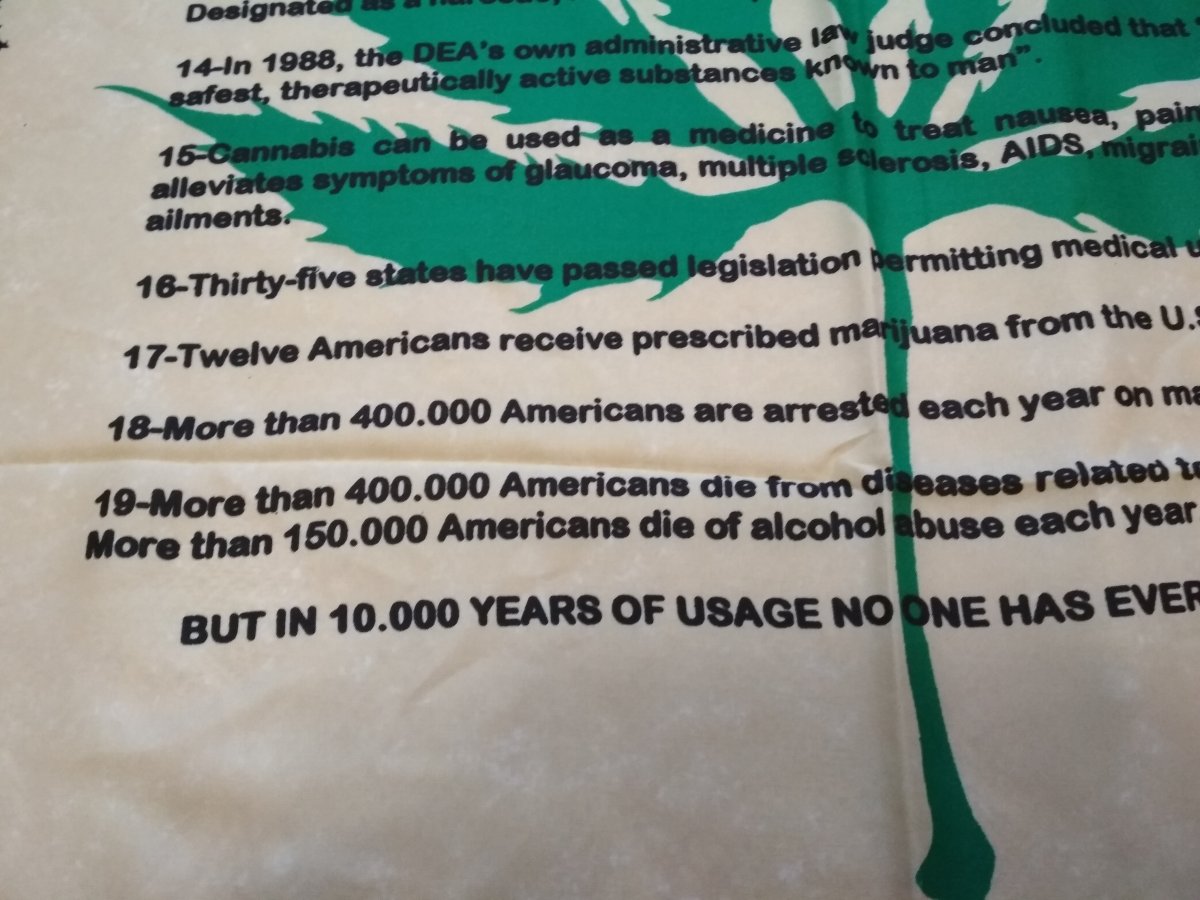 Designated as a
14-In 1988, the DEA's own administrative law judge concluded that
safest, therapeutically active substances known to man".
15-Cannabis can be used as a medicine to treat nausea, pain
alleviates symptoms of glaucoma, multiple sclerosis, AIDS, migrai
ailments.
16-Thirty-five states have passed legislation permitting medical u
17-Twelve Americans receive prescribed marijuana from the U.S
18-More than 400.000 Americans are arrested each year on ma
19-More than 400.000 Americans die from diseases related to
More than 150.000 Americans die of alcohol abuse each year
BUT IN 10.000 YEARS OF USAGE NO ONE HAS EVER